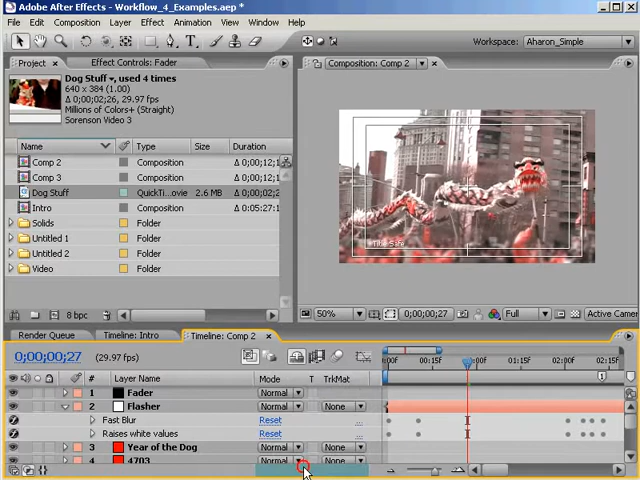 Adobe After Effects - Workflow_4_Examples.aep *
File Edit Composition Layer Effect Animation View Window Help
Workspace: Aharon_Simple
Project Effect Controls: Fader Composition: Comp 2
Dog Stuff, used 4 times
640 x 384 (1.00)
Δ 0;00;02;26, 29.97 fps
Millions of Colors+ (Straight)
Sorenson Video 3
Name Type Size Duration
Comp 2 Composition Δ 0;00;12;1
Comp 3 Composition Δ 0;00;12;1
Dog Stuff QuickTi...ovie 2.6 MB Δ 0;00;02;2
Intro Composition Δ 0:05:27:1
Solids Folder
Untitled 1 Folder
Untitled 2 Folder
Video Folder
Title Safe
8 bpc 50% 0;00;00;27 Full Active Camera
Render Queue Timeline: Intro Timeline: Comp 2
0;00;00;27 (29.97 fps)
# Layer Name Mode T TrkMat :00f 00:15f 01:00f 01:15f 02:00f 02:15f
1 Fader Normal
2 Flasher Normal None
Fast Blur Reset ...
Raises white values Reset ...
3 Year of the Dog Normal None
4 4703 Normal None